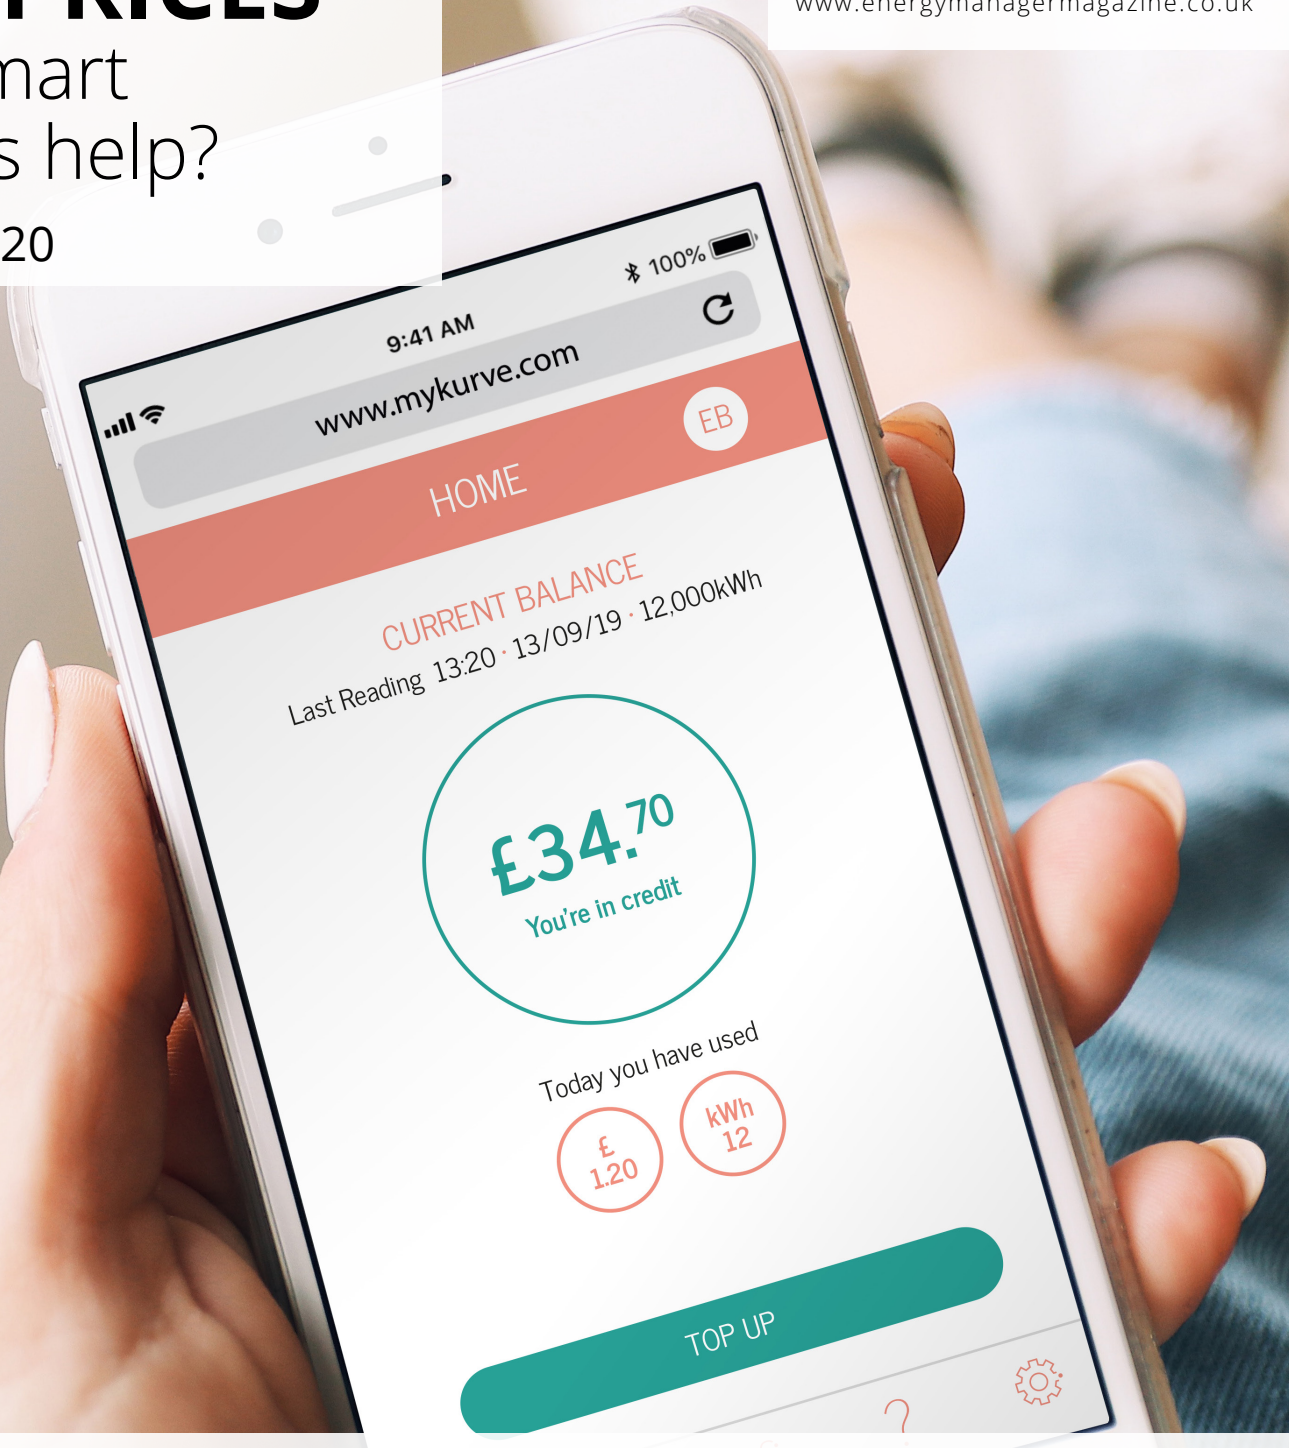 PRICES
www.energymanagermagazine.co.uk
mart
s help?
20
100%
9:41 AM
www.mykurve.com
EB
HOME
CURRENT BALANCE
Last Reading 13:20 · 13/09/19 · 12,000kWh
£34.70
You're in credit
Today you have used
£
1.20
kWh
12
TOP UP
?